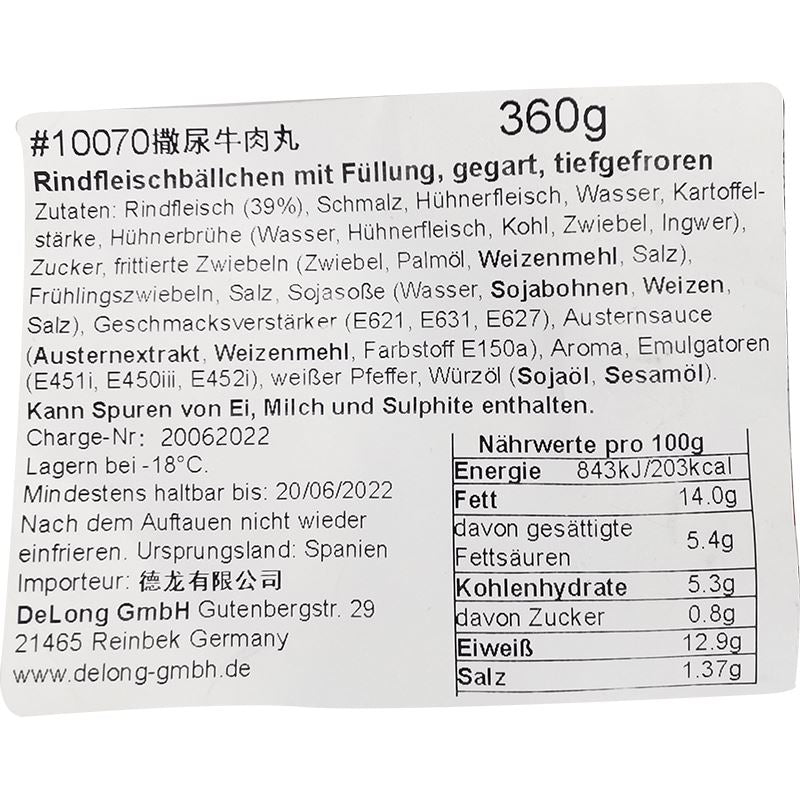 #10070撒尿牛肉丸
360g
Rindfleischbällchen mit Füllung, gegart, tiefgefroren
Zutaten: Rindfleisch (39%), Schmalz, Hühnerfleisch, Wasser, Kartoffel-
stärke, Hühnerbrühe (Wasser, Hühnerfleisch, Kohl, Zwiebel, Ingwer),
Zucker, frittierte Zwiebeln (Zwiebel, Palmöl, Weizenmehl, Salz),
Frühlingszwiebeln, Salz, Sojasoße (Wasser, Sojabohnen, Weizen,
Salz), Geschmacksverstärker (E621, E631, E627), Austernsauce
(Austernextrakt, Weizenmehl, Farbstoff E150a), Aroma, Emulgatoren
(E451i, E450iii, E452i), weißer Pfeffer, Würzöl (Sojaöl, Sesamöl).
Kann Spuren von Ei, Milch und Sulphite enthalten.
Charge-Nr: 20062022
Lagern bei -18°C.
Mindestens haltbar bis: 20/06/2022
Nach dem Auftauen nicht wieder
einfrieren. Ursprungsland: Spanien
Importeur: 德龙有限公司
DeLong GmbH Gutenbergstr. 29
21465 Reinbek Germany
www.delong-gmbh.de
Nährwerte pro 100g
Energie 843kJ/203kcal
Fett 14.0g
davon gesättigte
Fettsäuren 5.4g
Kohlenhydrate 5.3g
davon Zucker 0.8g
Eiweiß 12.9g
Salz 1.37g